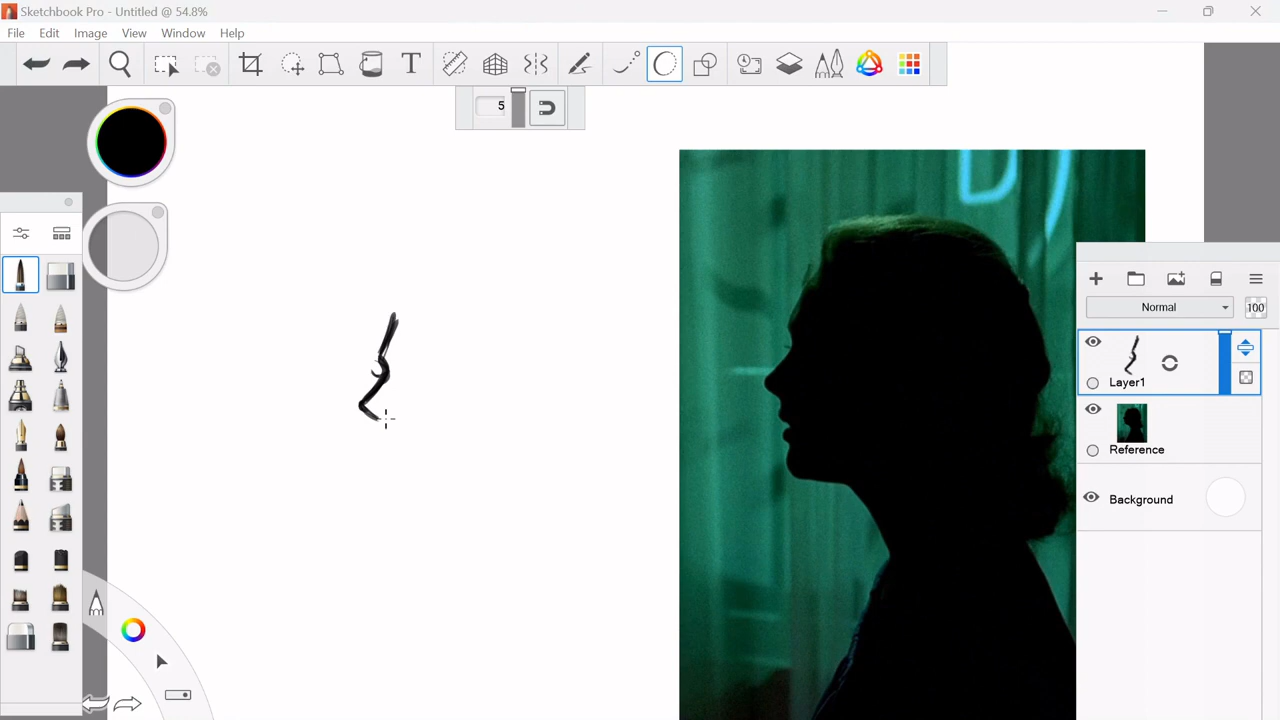 Sketchbook Pro - Untitled @ 54.8%
File Edit Image View Window Help
T
5
Normal
100
Layer1
Reference
Background